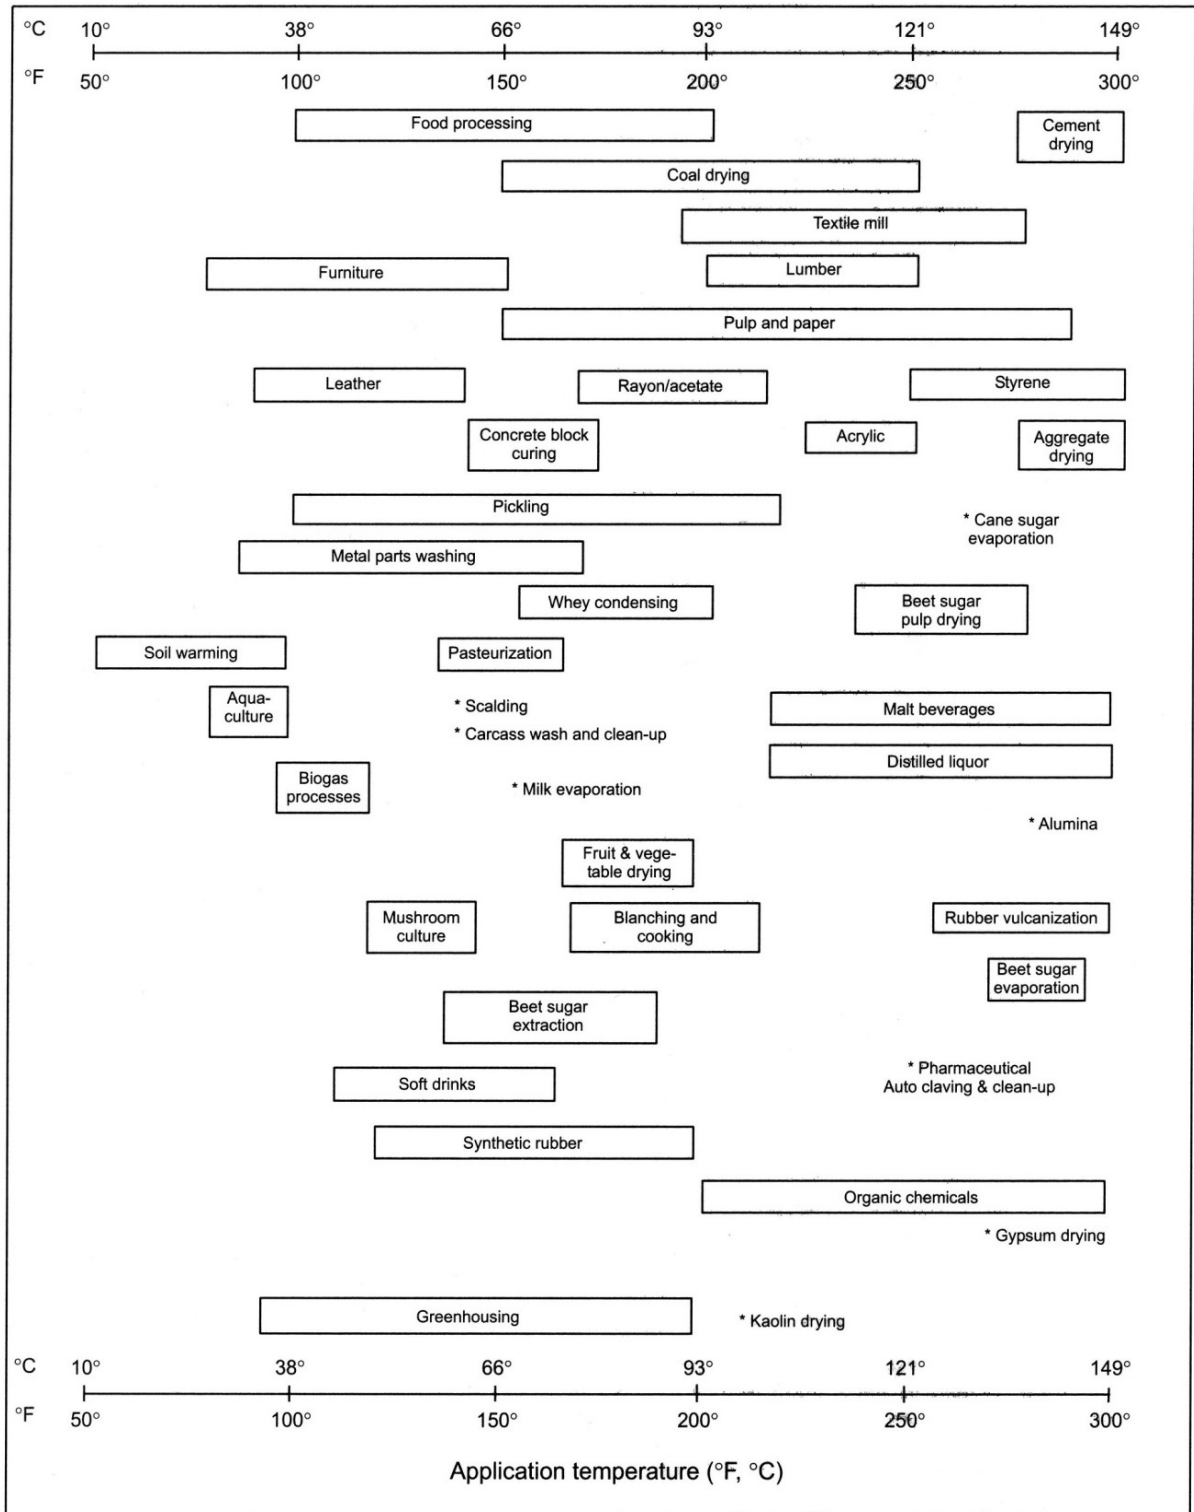 °C 10° 38° 66° 93° 121° 149°
°F 50° 100° 150° 200° 250° 300°
Food processing
Cement
drying
Coal drying
Textile mill
Furniture
Lumber
Pulp and paper
Leather
Rayon/acetate
Styrene
Concrete block
curing
Acrylic
Aggregate
drying
Pickling
* Cane sugar
evaporation
Metal parts washing
Whey condensing
Beet sugar
pulp drying
Soil warming
Pasteurization
Aqua-
culture
* Scalding
* Carcass wash and clean-up
Malt beverages
Distilled liquor
Biogas
processes
* Milk evaporation
* Alumina
Fruit & vege-
table drying
Mushroom
culture
Blanching and
cooking
Rubber vulcanization
Beet sugar
evaporation
Beet sugar
extraction
Soft drinks
* Pharmaceutical
Auto claving & clean-up
Synthetic rubber
Organic chemicals
* Gypsum drying
Greenhousing
* Kaolin drying
°C 10° 38° 66° 93° 121° 149°
°F 50° 100° 150° 200° 250° 300°
Application temperature (°F, °C)